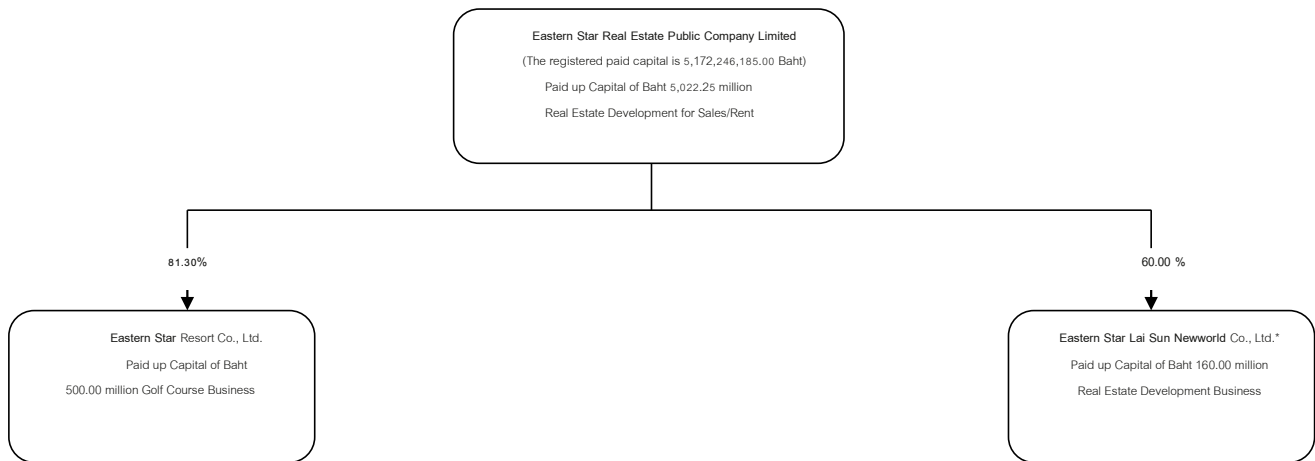 Eastern Star Real Estate Public Company Limited
(The registered paid capital is 5,172,246,185.00 Baht)
Paid up Capital of Baht 5,022.25 million
Real Estate Development for Sales/Rent
81.30%
60.00 %
Eastern Star Resort Co., Ltd.
Paid up Capital of Baht
500.00 million Golf Course Business
Eastern Star Lai Sun Newworld Co., Ltd.*
Paid up Capital of Baht 160.00 million
Real Estate Development Business